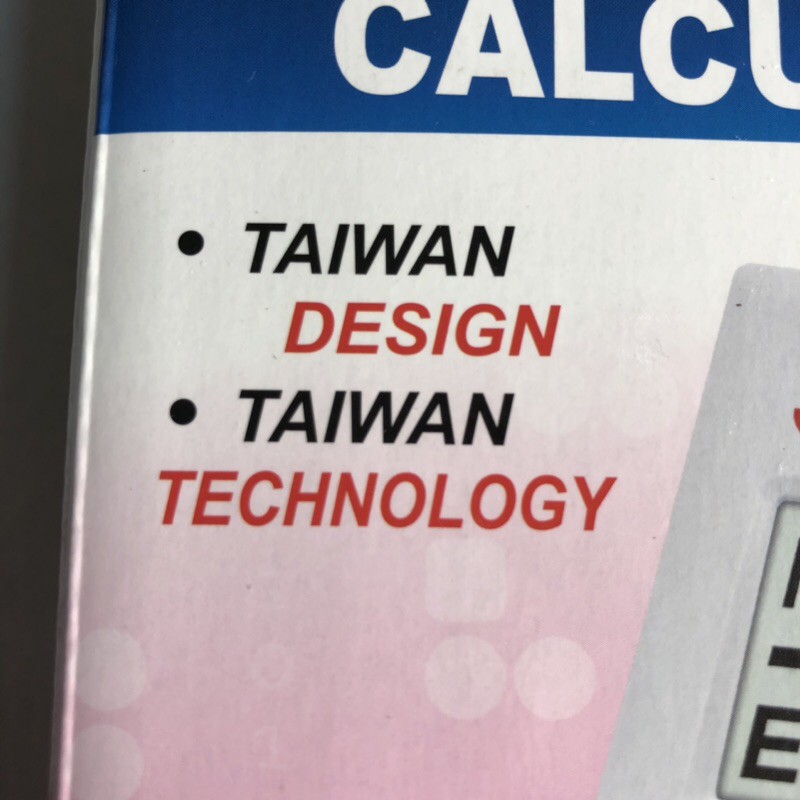 CALCU
• TAIWAN
DESIGN
• TAIWAN
TECHNOLOGY
E